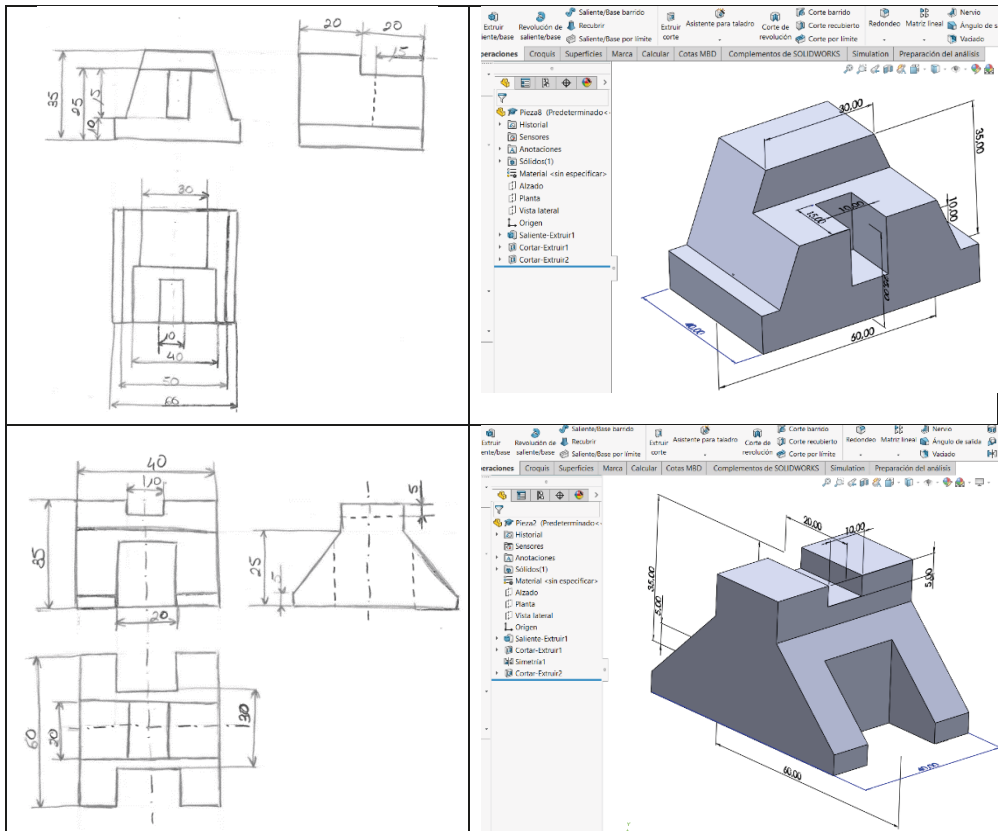 20
20
15
35
25
15
10
30
10
40
50
60
Extruir
saliente/base
Revolución de
saliente/base
Saliente/Base barrido
Recubrir
Saliente/Base por límite
Extruir
corte
Asistente para taladro
Corte de
revolución
Corte barrido
Corte recubierto
Corte por límite
Redondeo
Matriz lineal
Nervio
Ángulo de s
Vaciado
eraciones
Croquis
Superficies
Marca
Calcular
Cotas MBD
Complementos de SOLIDWORKS
Simulation
Preparación del análisis
Pieza8 (Predeterminado<
Historial
Sensores
Anotaciones
Sólidos(1)
Material <sin especificar>
Alzado
Planta
Vista lateral
Origen
Saliente-Extruir1
Cortar-Extruir1
Cortar-Extruir2
30,00
35,00
10,00
15,00
10,00
25,00
40,00
60,00
40
10
35
20
5
25
5
60
20
30
xtruir
nte/base
Revolución de
saliente/base
Saliente/Base barrido
Recubrir
Saliente/Base por límite
Extruir
corte
Asistente para taladro
Corte de
revolución
Corte barrido
Corte recubierto
Corte por límite
Redondeo
Matriz lineal
Nervio
Ángulo de salida
Vaciado
eraciones
Croquis
Superficies
Marca
Calcular
Cotas MBD
Complementos de SOLIDWORKS
Simulation
Preparación del análisis
Pieza2 (Predeterminado<
Historial
Sensores
Anotaciones
Sólidos(1)
Material <sin especificar>
Alzado
Planta
Vista lateral
Origen
Saliente-Extruir1
Cortar-Extruir1
Simetría1
Cortar-Extruir2
20,00
10,00
5,00
35,00
5,00
60,00
40,00